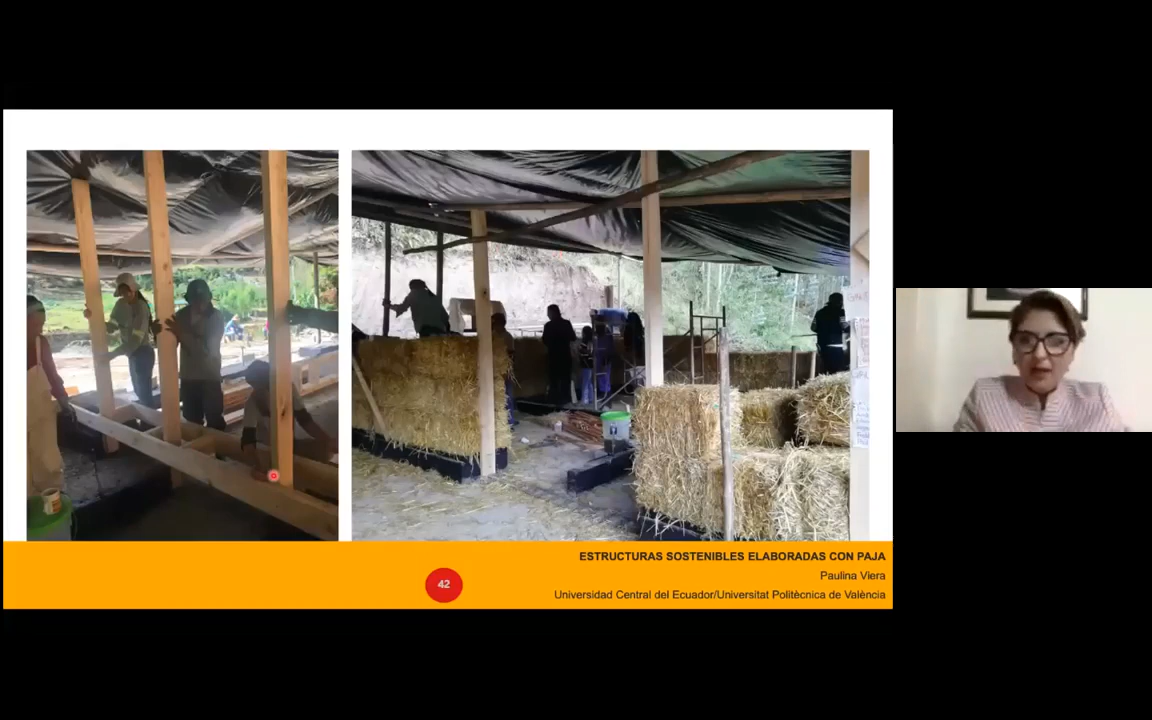 42
ESTRUCTURAS SOSTENIBLES ELABORADAS CON PAJA
Paulina Viera
Universidad Central del Ecuador/Universitat Politècnica de València